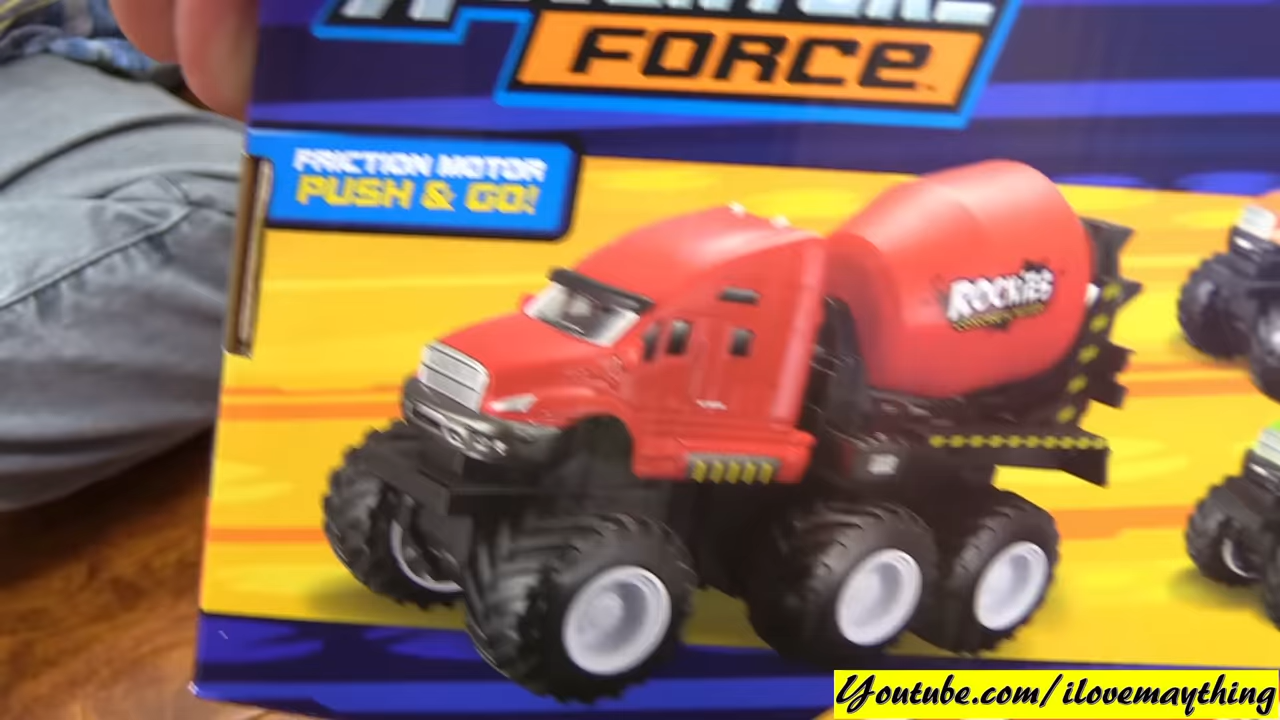 FORCE
FRICTION MOTOR
PUSH & GO!
ROCKIES
Youtube.com/ilovemaything